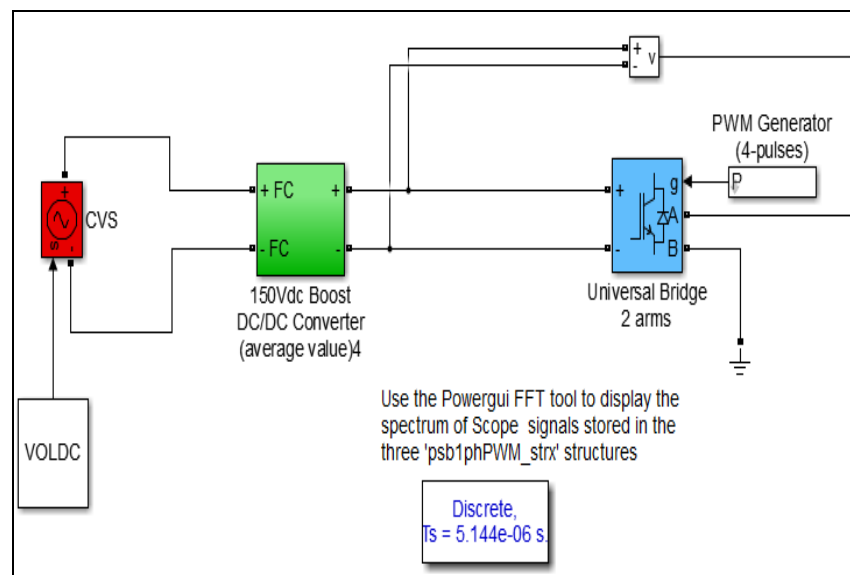 +
-
v
PWM Generator
(4-pulses)
P
+
CVS
s
-
+ FC +
- FC -
+ g
A
- B
150Vdc Boost
DC/DC Converter
(average value)4
Universal Bridge
2 arms
VOLDC
Use the Powergui FFT tool to display the
spectrum of Scope signals stored in the
three 'psb1phPWM_strx' structures
Discrete,
Ts = 5.144e-06 s.